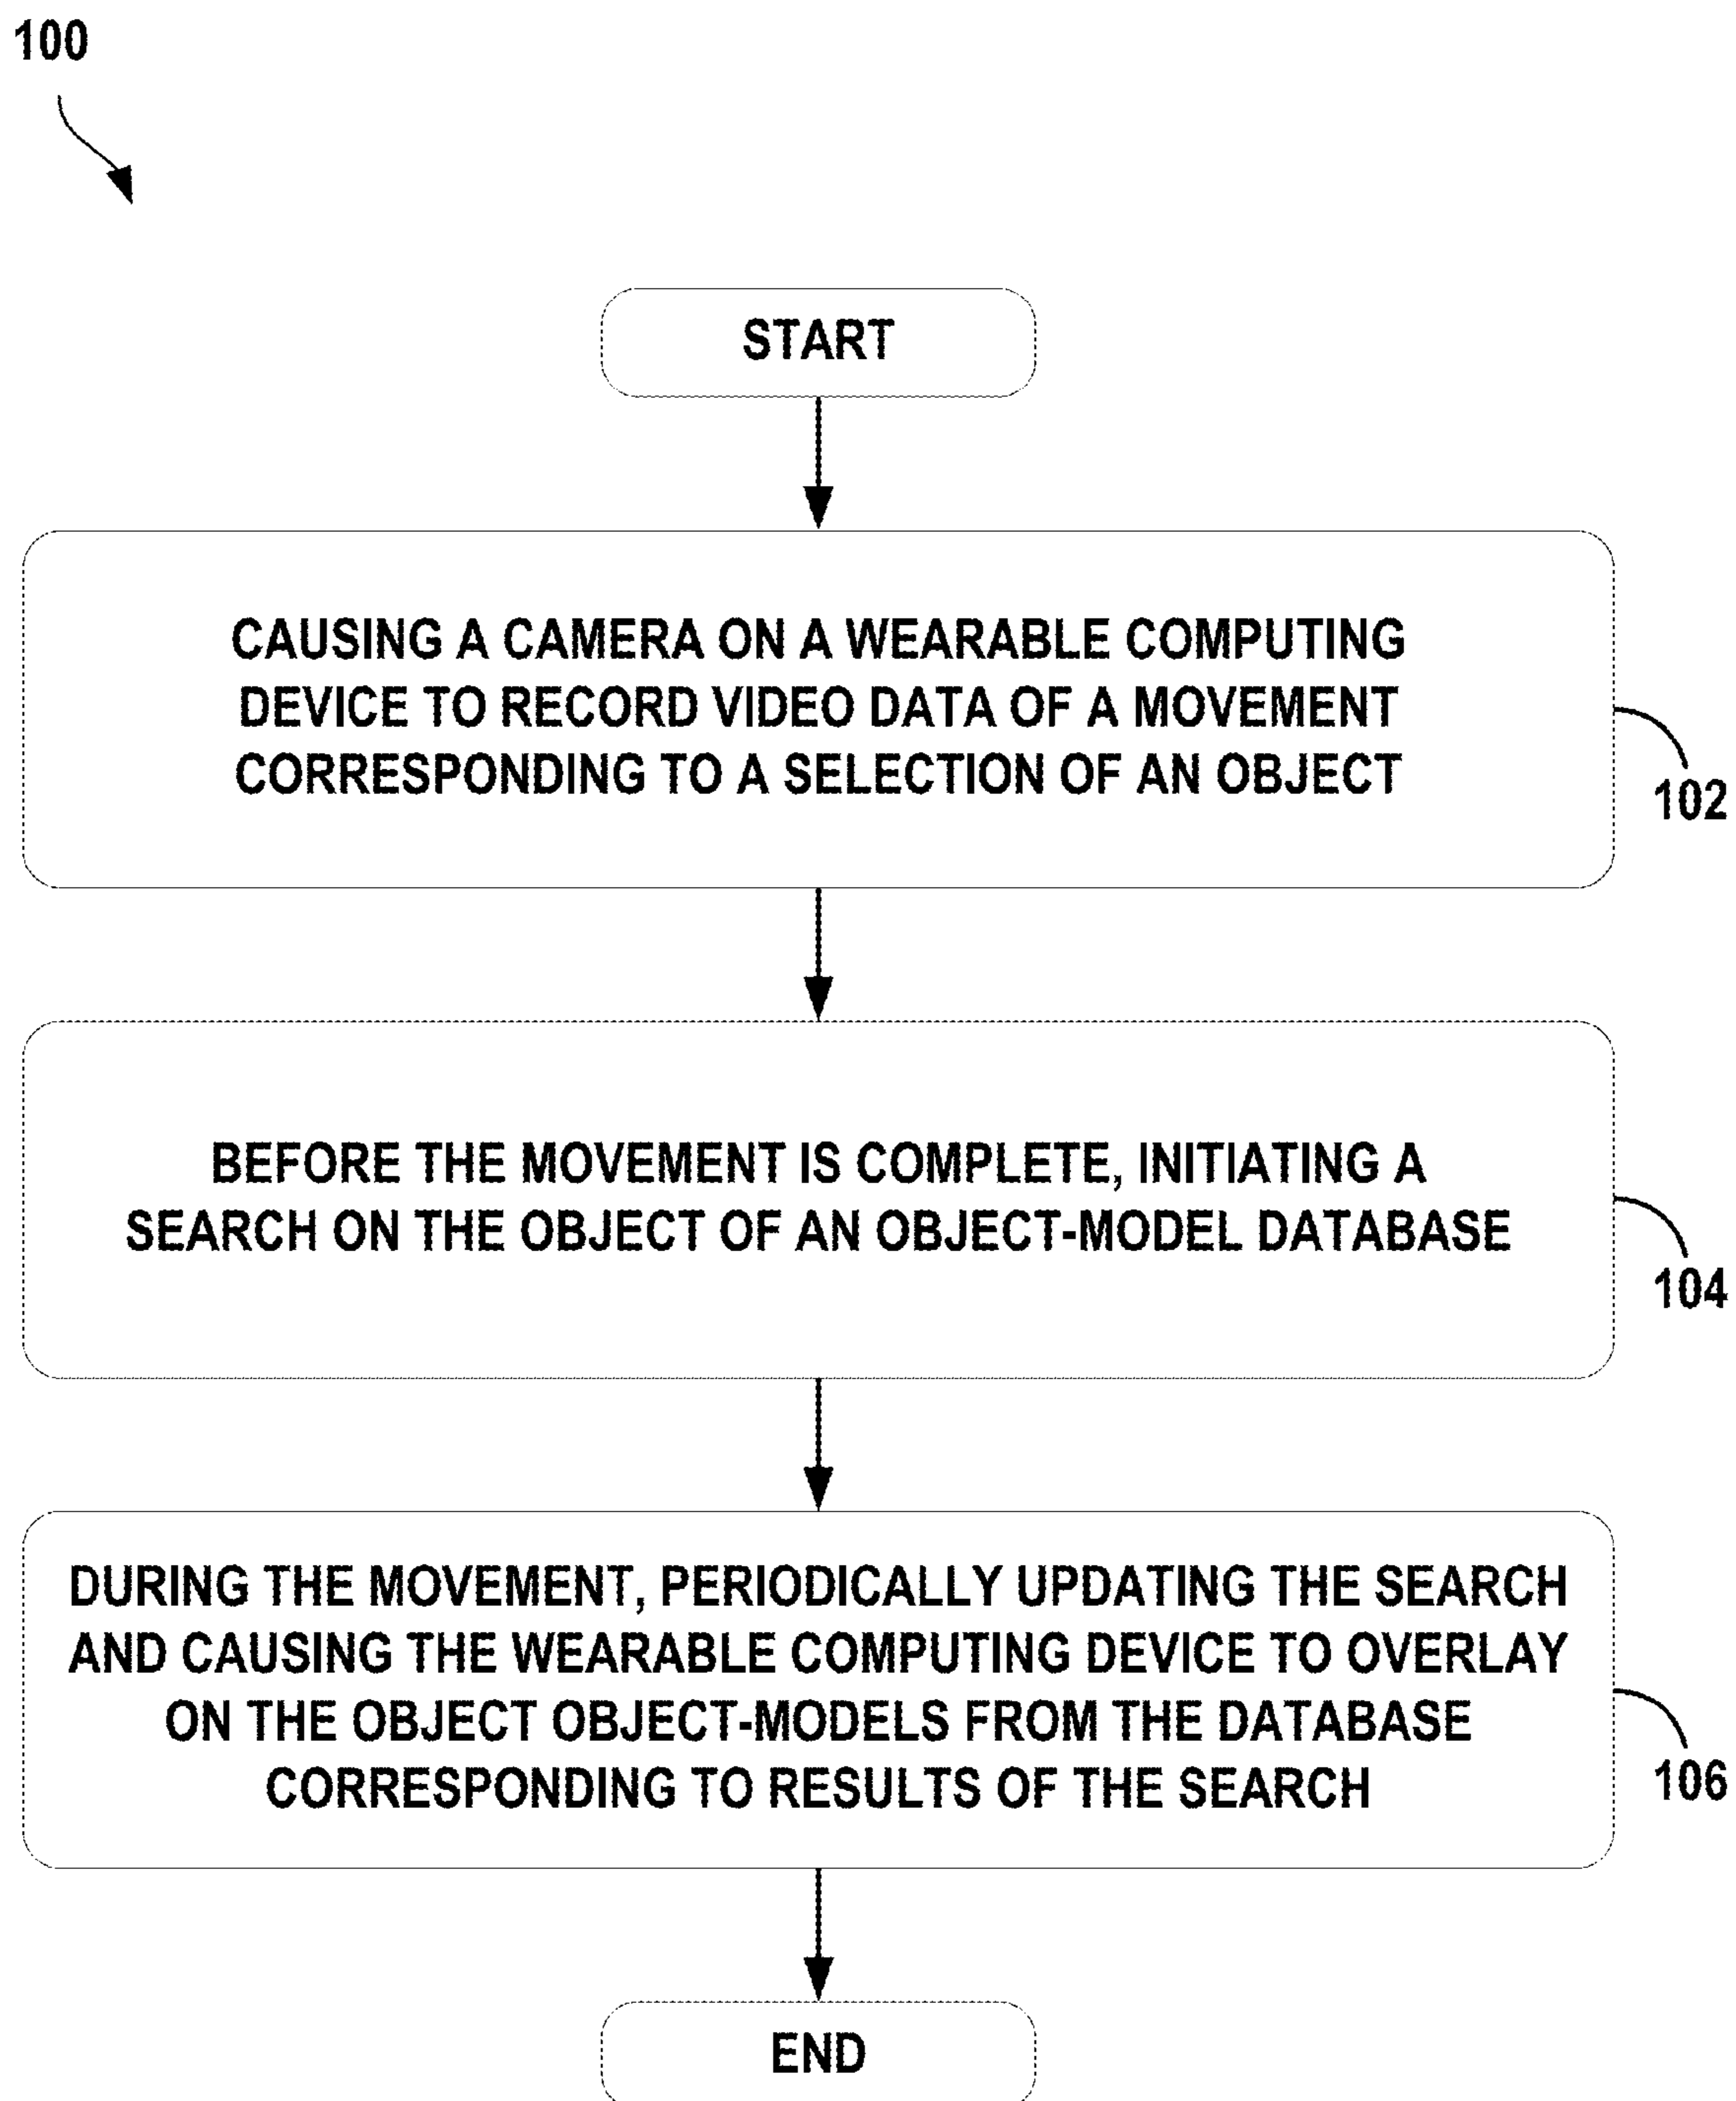 100
START
CAUSING A CAMERA ON A WEARABLE COMPUTING
DEVICE TO RECORD VIDEO DATA OF A MOVEMENT
CORRESPONDING TO A SELECTION OF AN OBJECT
102
BEFORE THE MOVEMENT IS COMPLETE, INITIATING A
SEARCH ON THE OBJECT OF AN OBJECT-MODEL DATABASE
104
DURING THE MOVEMENT, PERIODICALLY UPDATING THE SEARCH
AND CAUSING THE WEARABLE COMPUTING DEVICE TO OVERLAY
ON THE OBJECT OBJECT-MODELS FROM THE DATABASE
CORRESPONDING TO RESULTS OF THE SEARCH
106
END